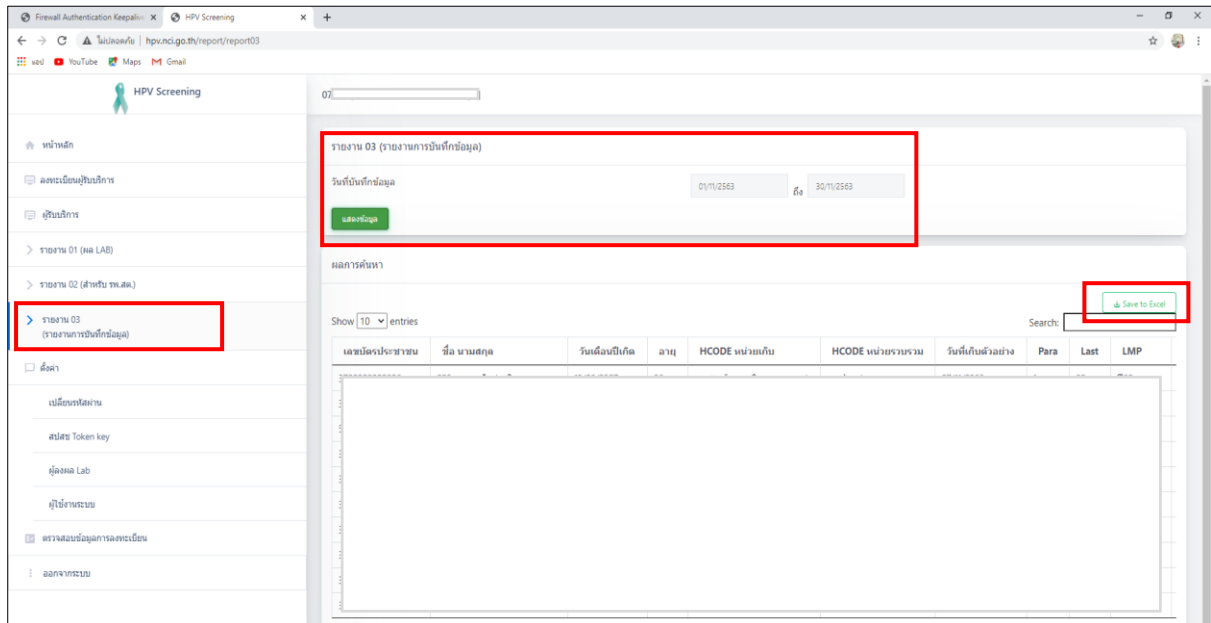 Firewall Authentication Keepaliv
HPV Screening
ไม่ปลอดภัย | hpv.nci.go.th/report/report03
แอป YouTube Maps Gmail
HPV Screening
07
หน้าหลัก
ลงทะเบียนผู้รับบริการ
ผู้รับบริการ
รายงาน 01 (ผล LAB)
รายงาน 02 (สำหรับ รพ.สต.)
รายงาน 03
(รายงานการบันทึกข้อมูล)
ตั้งค่า
เปลี่ยนรหัสผ่าน
สปสช Token key
ผู้ลงผล Lab
ผู้ใช้งานระบบ
ตรวจสอบข้อมูลการลงทะเบียน
ออกจากระบบ
รายงาน 03 (รายงานการบันทึกข้อมูล)
วันที่บันทึกข้อมูล 01/11/2563 ถึง 30/11/2563
แสดงข้อมูล
ผลการค้นหา
Save to Excel
Show 10 entries Search:
เลขบัตรประชาชน ชื่อ นามสกุล วันเดือนปีเกิด อายุ HCODE หน่วยเก็บ HCODE หน่วยรวบรวม วันที่เก็บตัวอย่าง Para Last LMP